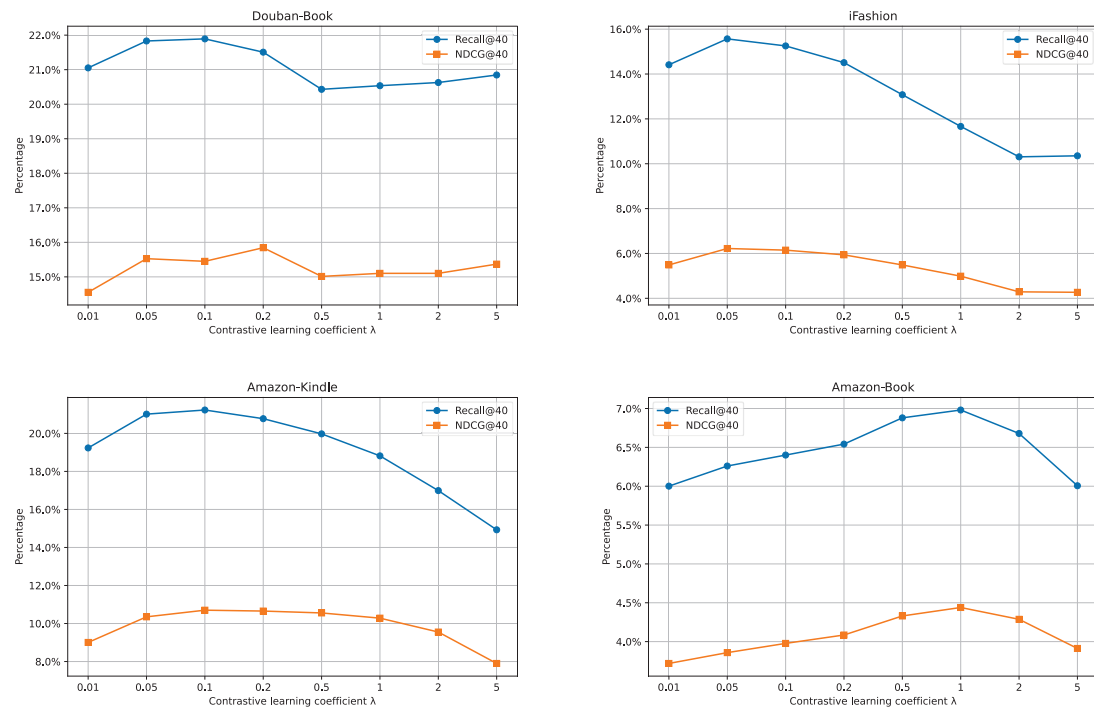 Douban-Book
22.0%
21.0%
20.0%
19.0%
18.0%
17.0%
16.0%
15.0%
Percentage
Recall@40
NDCG@40
0.01 0.05 0.1 0.2 0.5 1 2 5
Contrastive learning coefficient λ
iFashion
16.0%
14.0%
12.0%
10.0%
8.0%
6.0%
4.0%
Percentage
Recall@40
NDCG@40
0.01 0.05 0.1 0.2 0.5 1 2 5
Contrastive learning coefficient λ
Amazon-Kindle
20.0%
18.0%
16.0%
14.0%
12.0%
10.0%
8.0%
Percentage
Recall@40
NDCG@40
0.01 0.05 0.1 0.2 0.5 1 2 5
Contrastive learning coefficient λ
Amazon-Book
7.0%
6.5%
6.0%
5.5%
5.0%
4.5%
4.0%
Percentage
Recall@40
NDCG@40
0.01 0.05 0.1 0.2 0.5 1 2 5
Contrastive learning coefficient λ